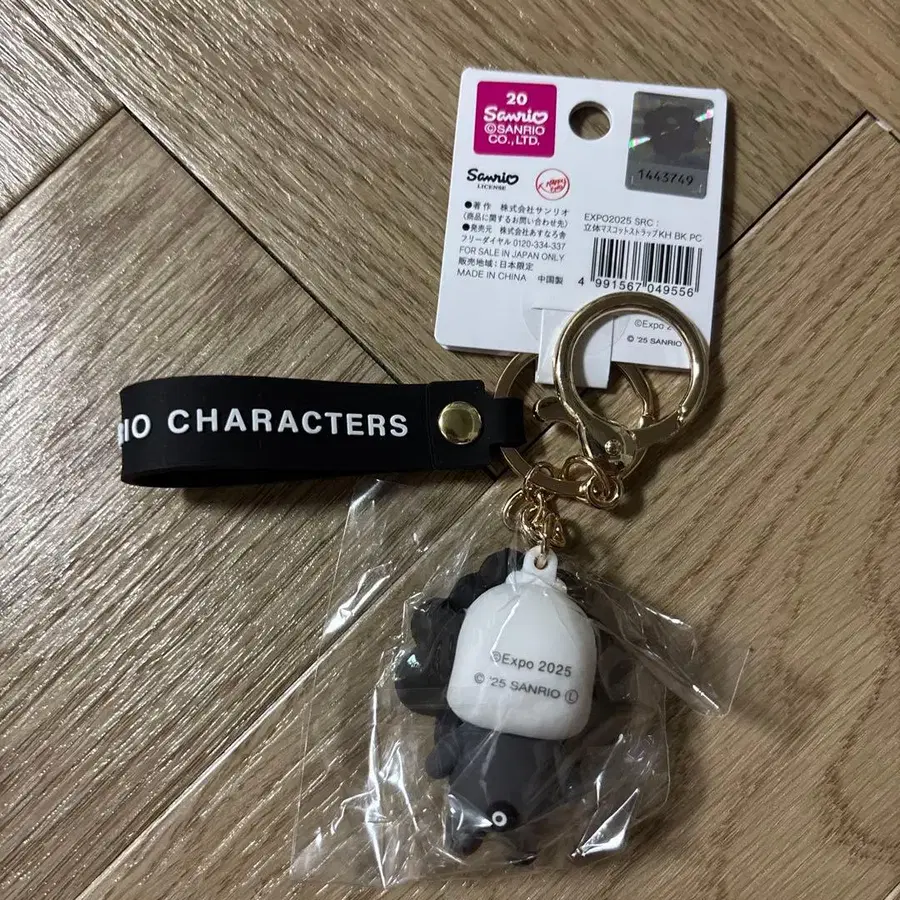 20
Sanrio
©SANRIO
CO.,LTD.
1443749
Sanrio
LICENSE
●著作 株式会社サンリオ
(商品に関するお問い合わせ先)
●発売元 株式会社あすなろ舎
フリーダイヤル 0120-334-337
FOR SALE IN JAPAN ONLY
販売地域:日本限定
MADE IN CHINA 中国製
EXPO2025 SRC:
立体マスコットストラップKH BK PC
4 991567 049556
©Expo 2
© '25 SANRIO
RIO CHARACTERS
©Expo 2025
© '25 SANRIO Ⓛ